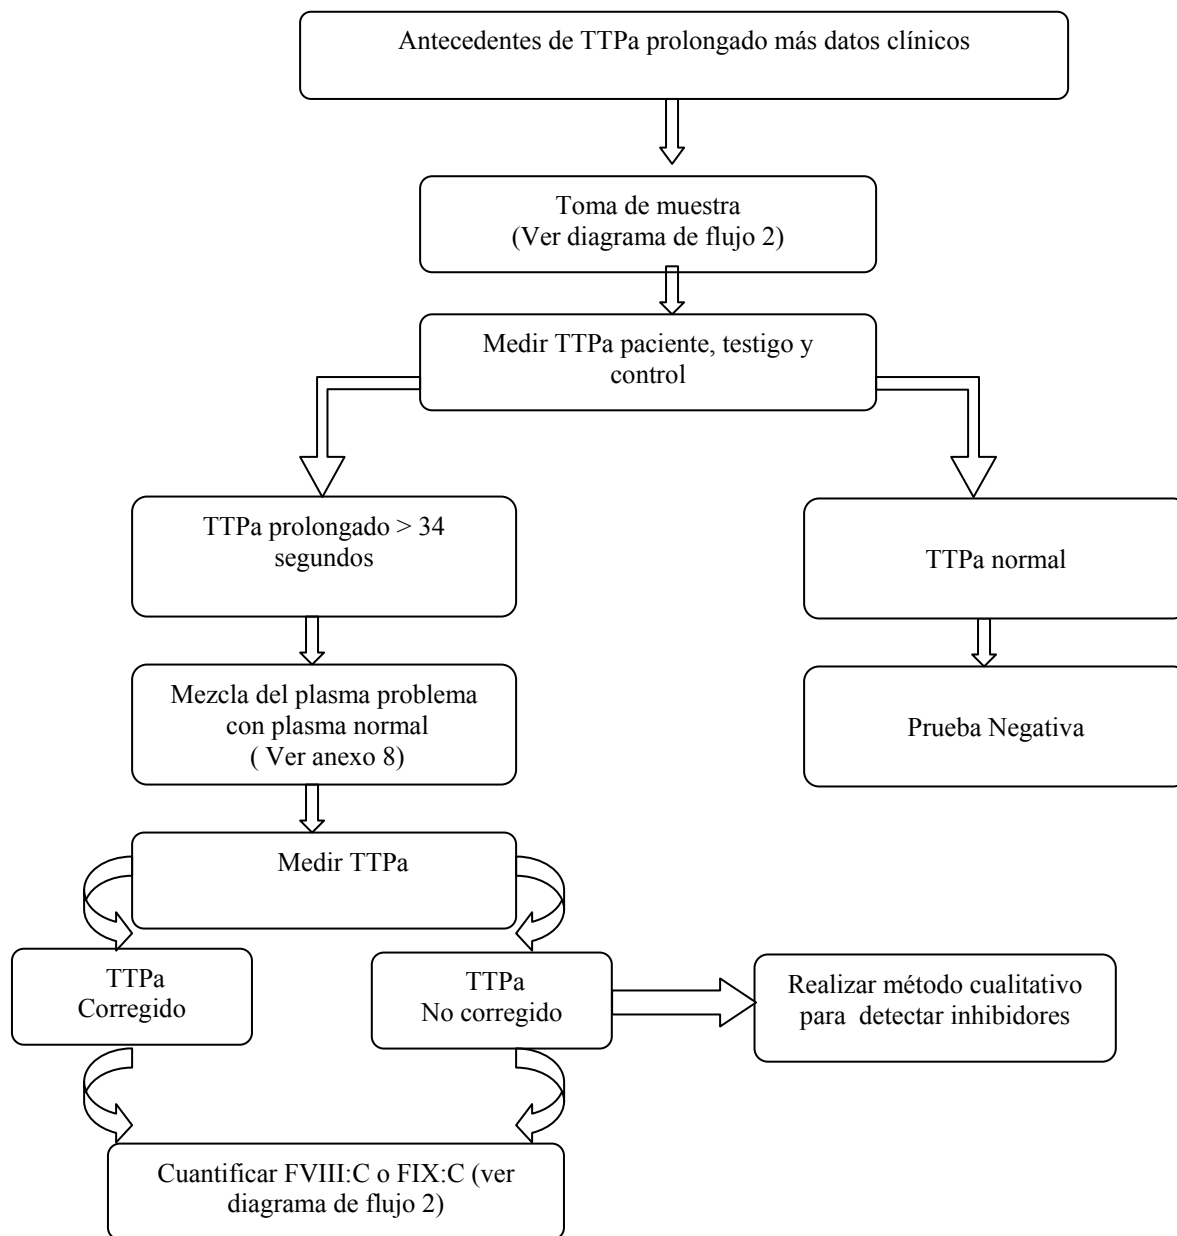 Antecedentes de TTPa prolongado más datos clínicos
Toma de muestra
(Ver diagrama de flujo 2)
Medir TTPa paciente, testigo y
control
TTPa prolongado > 34
segundos
TTPa normal
Mezcla del plasma problema
con plasma normal
( Ver anexo 8)
Prueba Negativa
Medir TTPa
TTPa
Corregido
TTPa
No corregido
Realizar método cualitativo
para detectar inhibidores
Cuantificar FVIII:C o FIX:C (ver
diagrama de flujo 2)